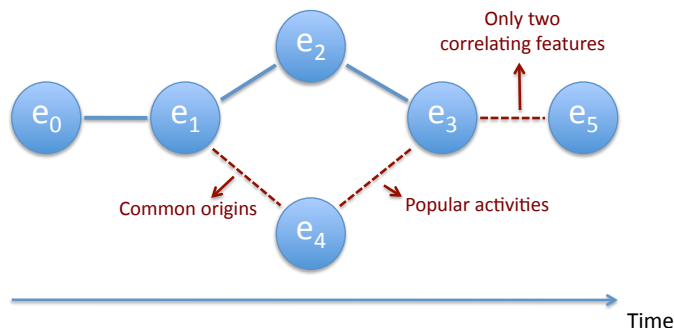 Only two
correlating features
e2
e0
e1
e3
e5
Common origins
Popular activities
e4
Time